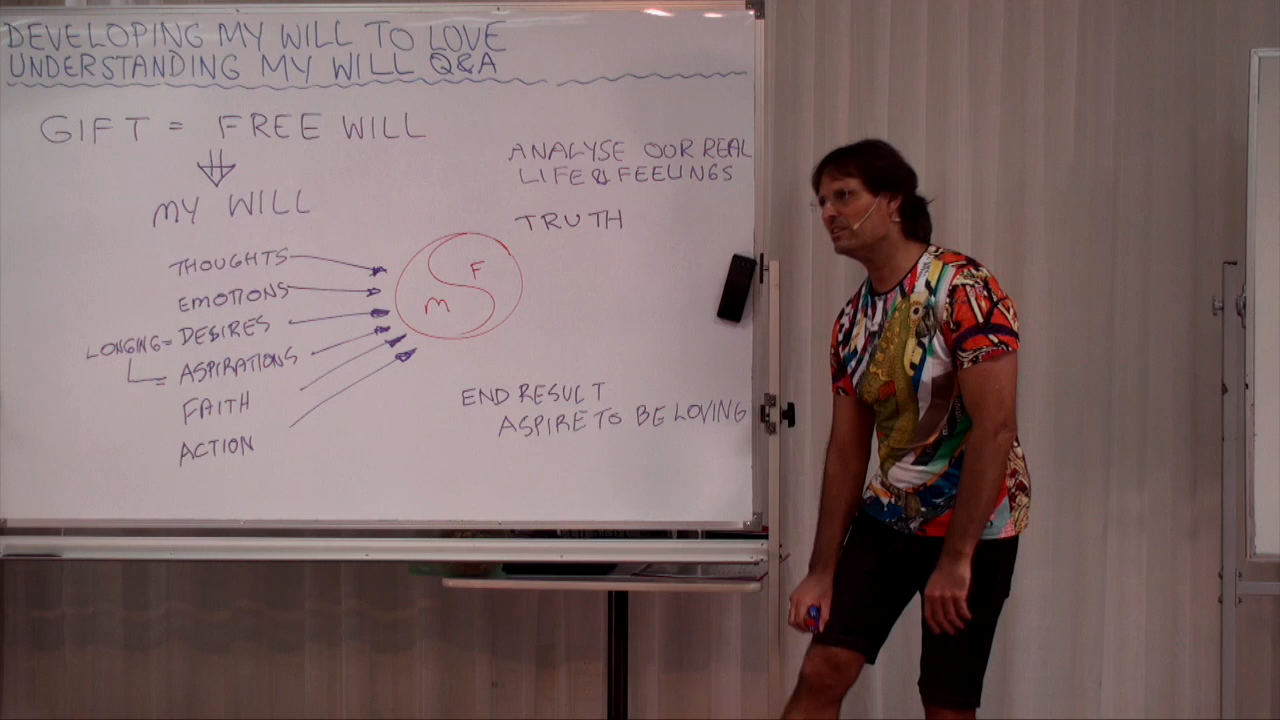 DEVELOPING MY WILL TO LOVE
UNDERSTANDING MY WILL Q&A
GIFT = FREE WILL
MY WILL
THOUGHTS
EMOTIONS
LONGING = DESIRES
= ASPIRATIONS
FAITH
ACTION
F
M
ANALYSE OUR REAL
LIFE & FEELINGS
TRUTH
END RESULT
ASPIRE TO BE LOVING